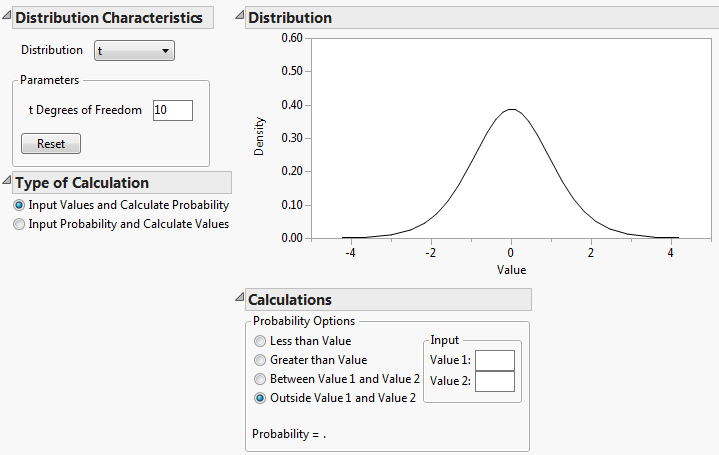 Distribution Characteristics
Distribution t
Parameters
t Degrees of Freedom 10
Reset
Type of Calculation
Input Values and Calculate Probability
Input Probability and Calculate Values
Distribution
0.60
0.50
0.40
0.30
0.20
0.10
0.00
Density
-4 -2 0 2 4
Value
Calculations
Probability Options
Less than Value
Greater than Value
Between Value 1 and Value 2
Outside Value 1 and Value 2
Input
Value 1:
Value 2:
Probability = .